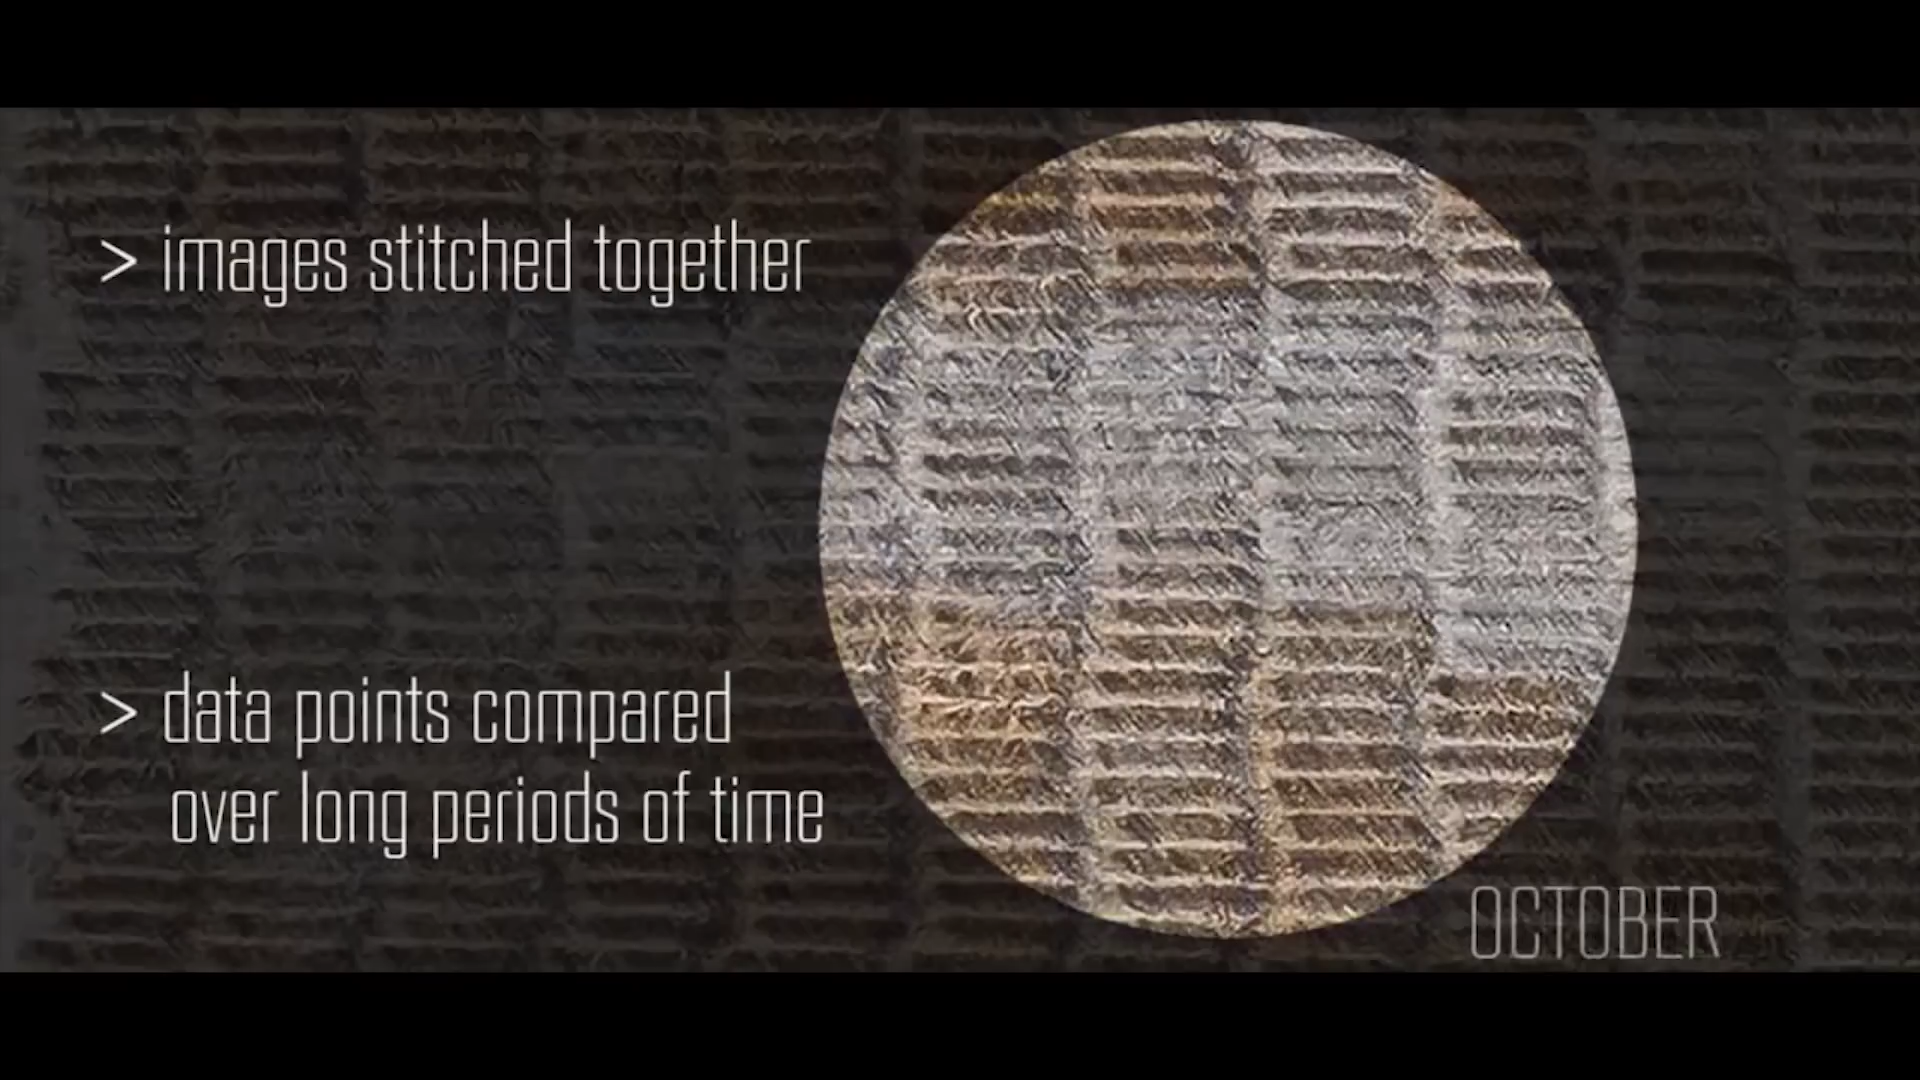 > images stitched together
> data points compared
over long periods of time
OCTOBER